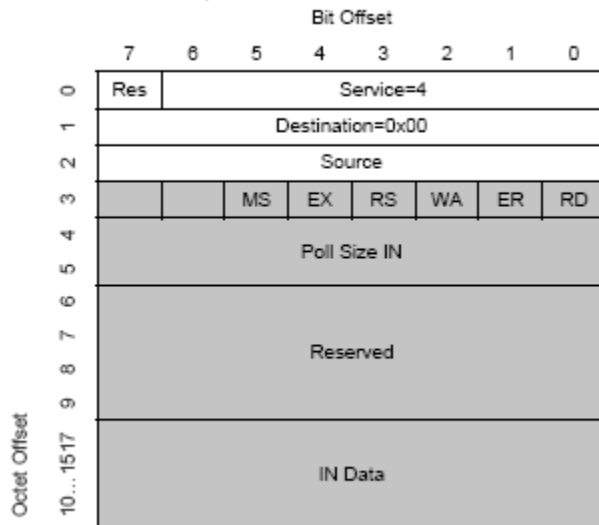 Bit Offset
7 6 5 4 3 2 1 0
0 Res Service=4
1 Destination=0x00
2 Source
3 MS EX RS WA ER RD
4
Poll Size IN
5
6
7
Reserved
8
9
10...1517
IN Data
Octet Offset